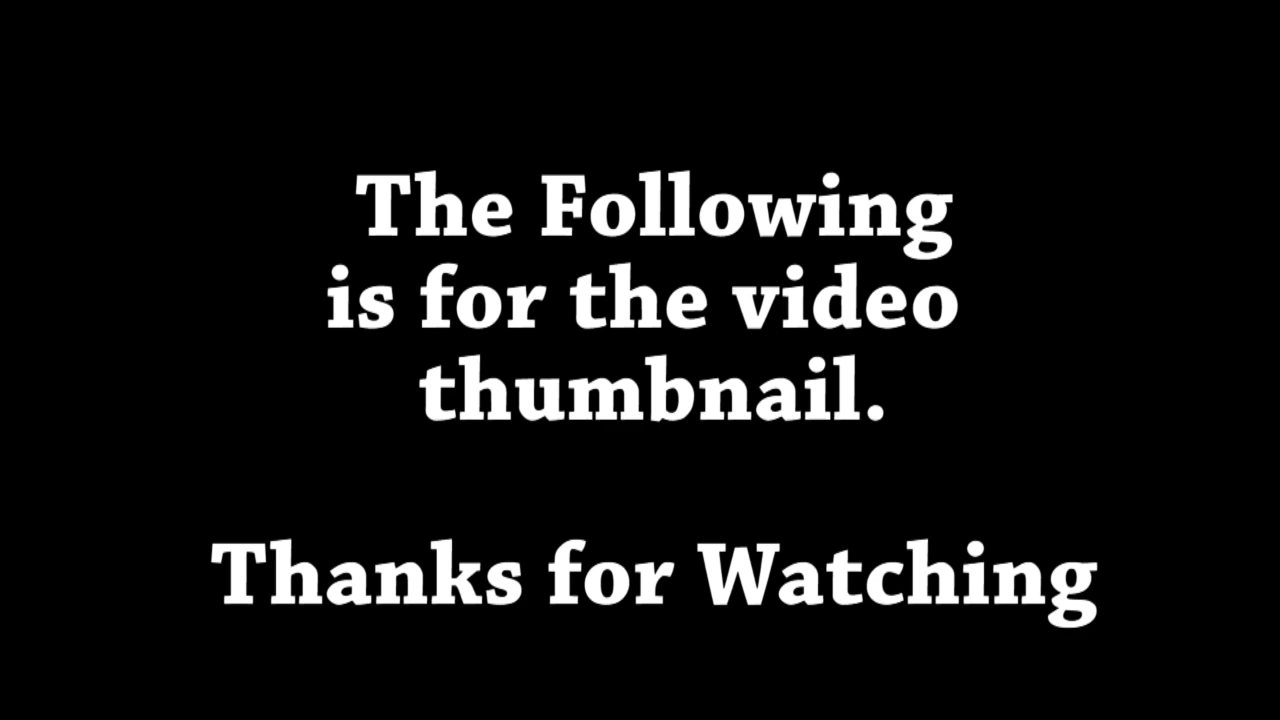 The Following
is for the video
thumbnail.
Thanks for Watching